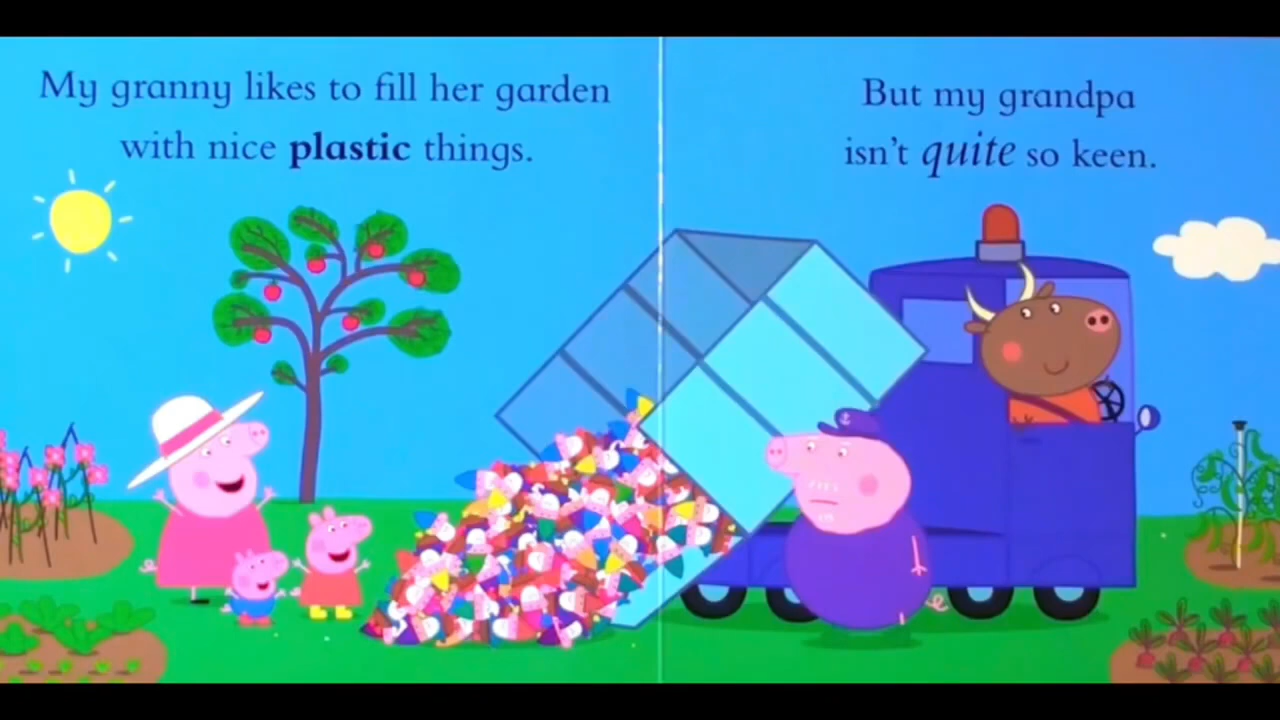 My granny likes to fill her garden
with nice plastic things.
But my grandpa
isn't quite so keen.